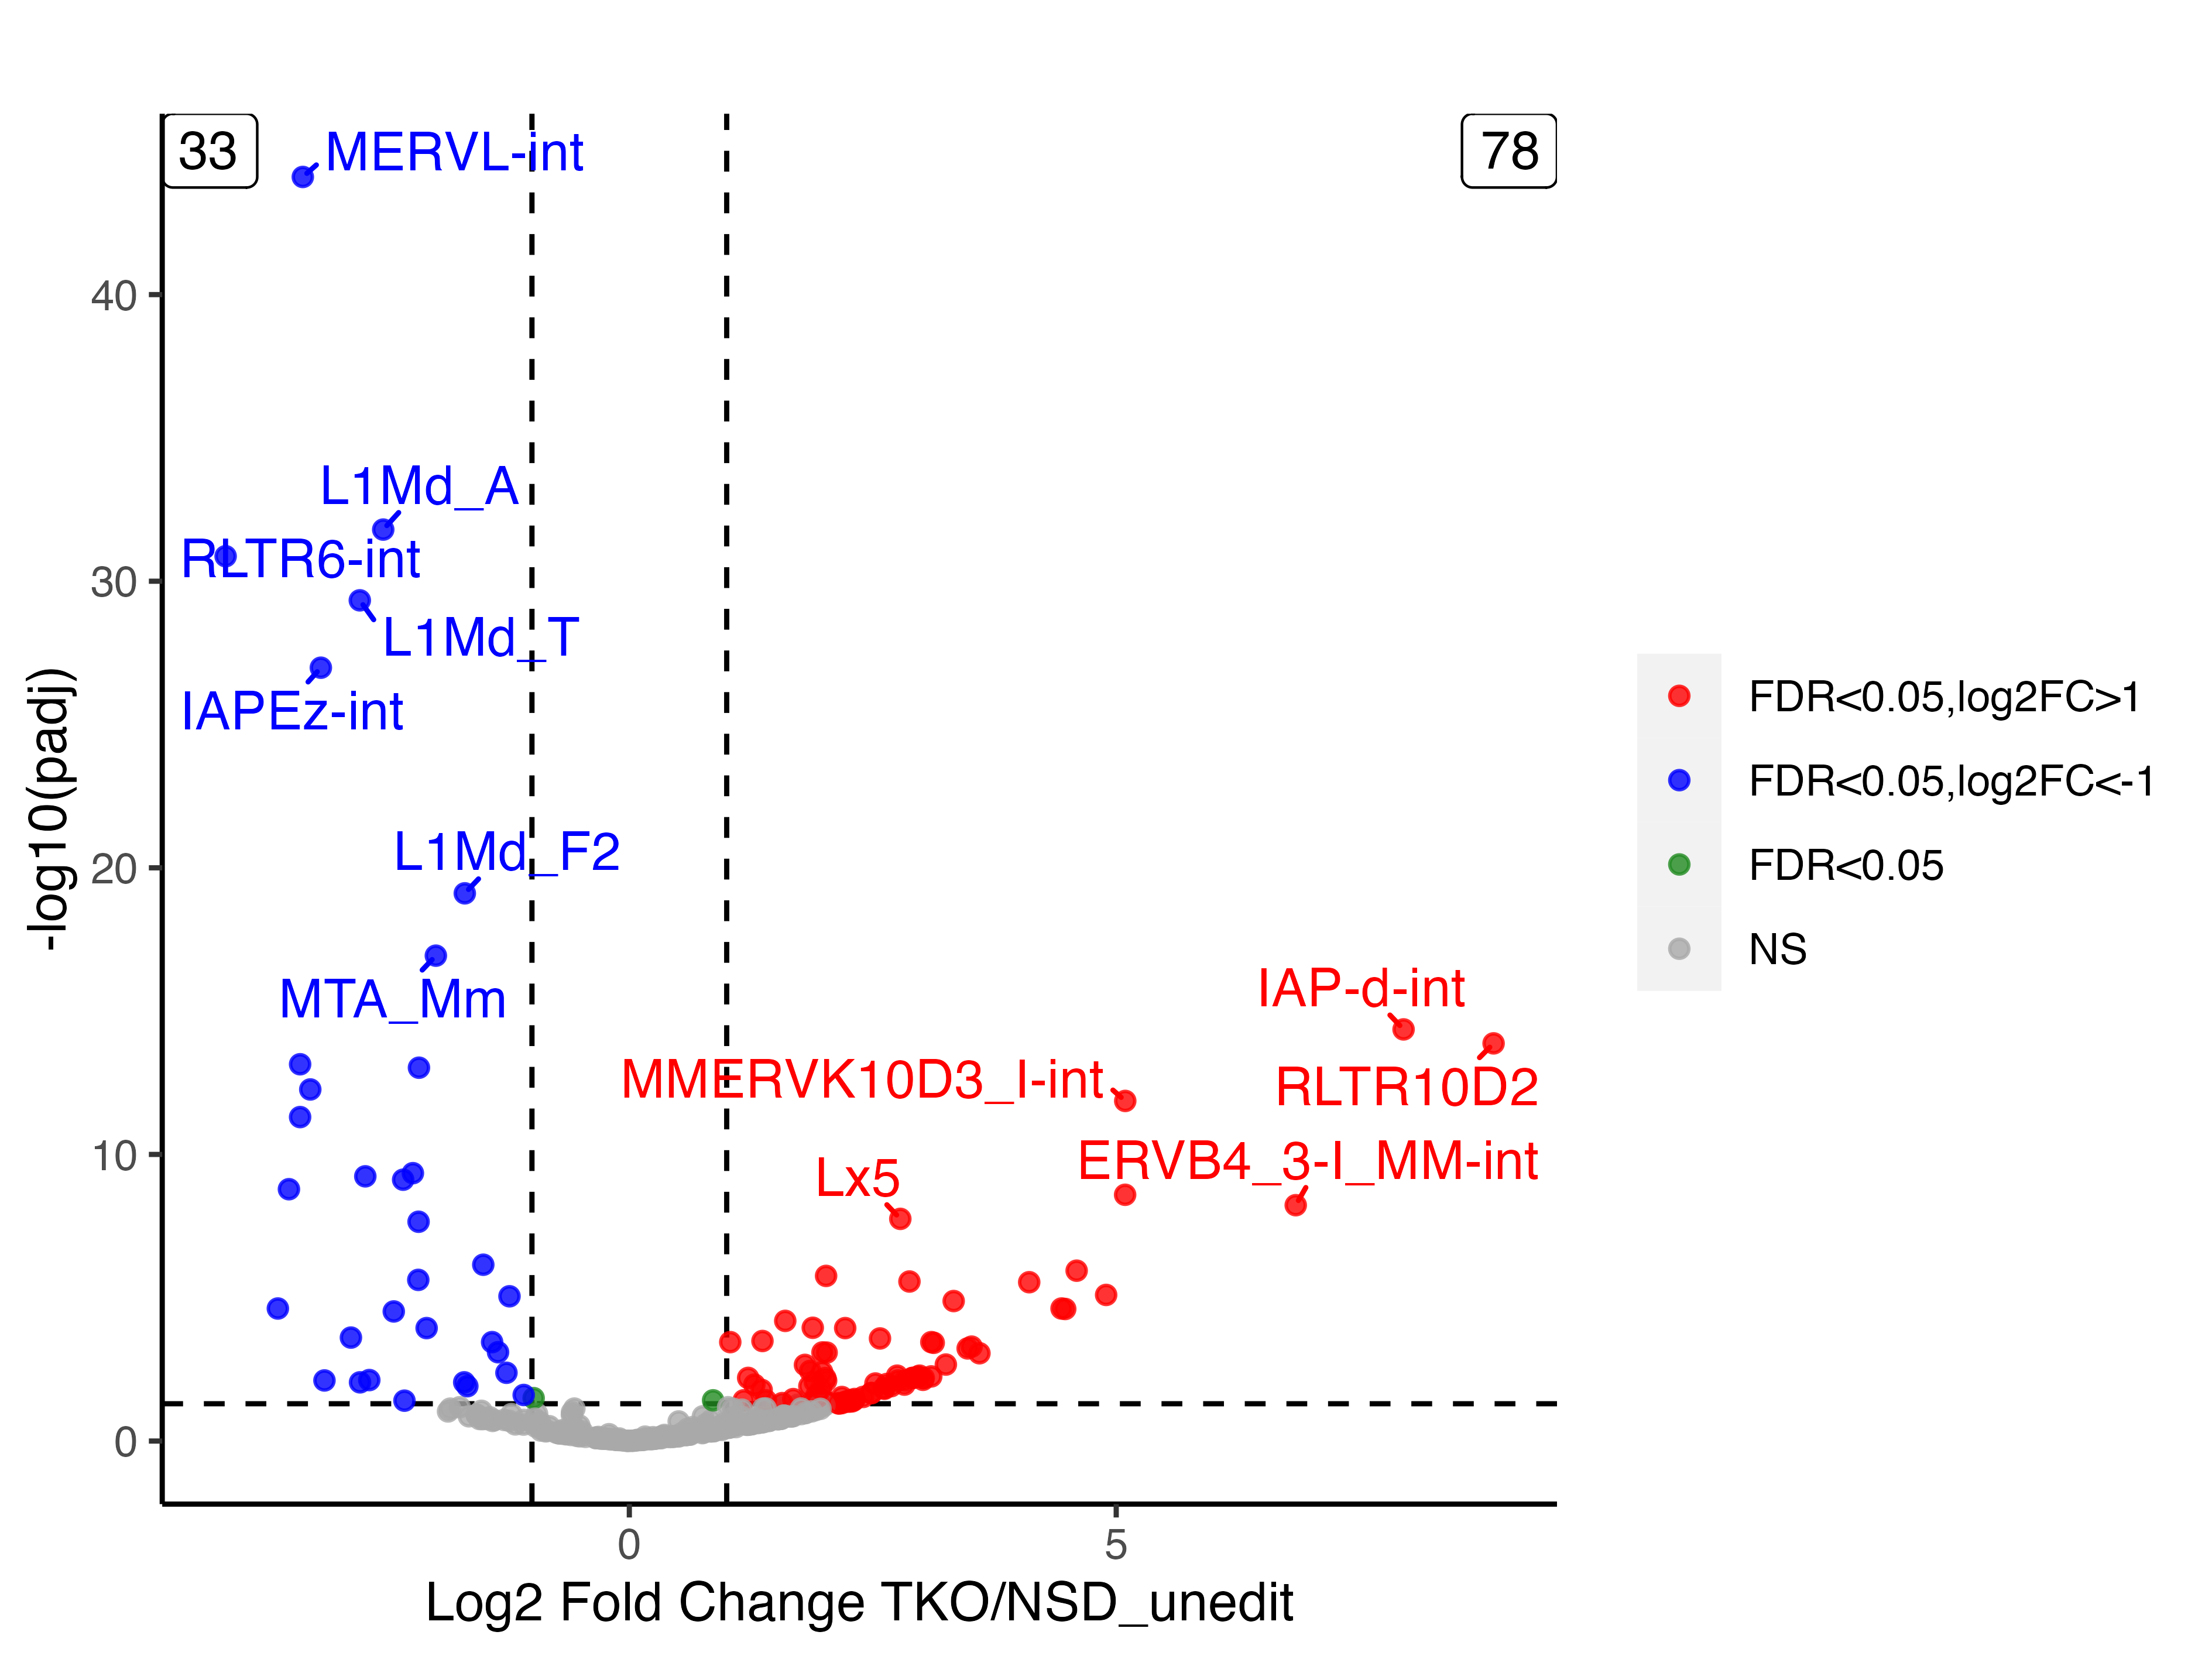 33
MERVL-int
78
40
L1Md_A
RLTR6-int
30
L1Md_T
IAPEz-int
L1Md_F2
20
MTA_Mm
IAP-d-int
MMERVK10D3_I-int
RLTR10D2
ERVB4_3-I_MM-int
Lx5
10
0
-log10(padj)
0
5
Log2 Fold Change TKO/NSD_unedit
FDR<0.05,log2FC>1
FDR<0.05,log2FC<-1
FDR<0.05
NS